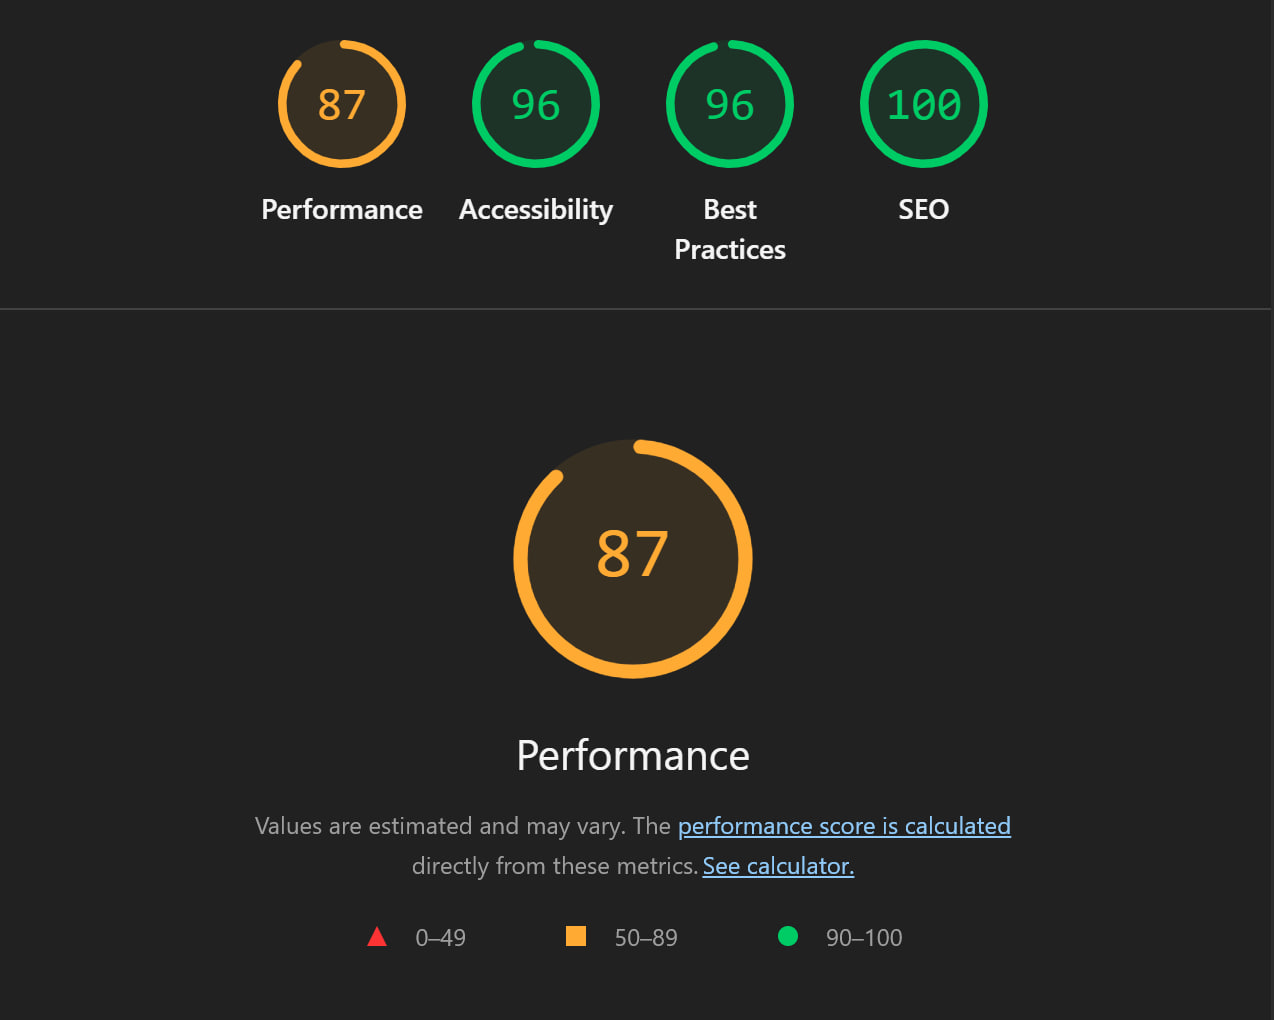 87
96
96
100
Performance
Accessibility
Best
Practices
SEO
87
Performance
Values are estimated and may vary. The performance score is calculated
directly from these metrics. See calculator.
0–49
50–89
90–100